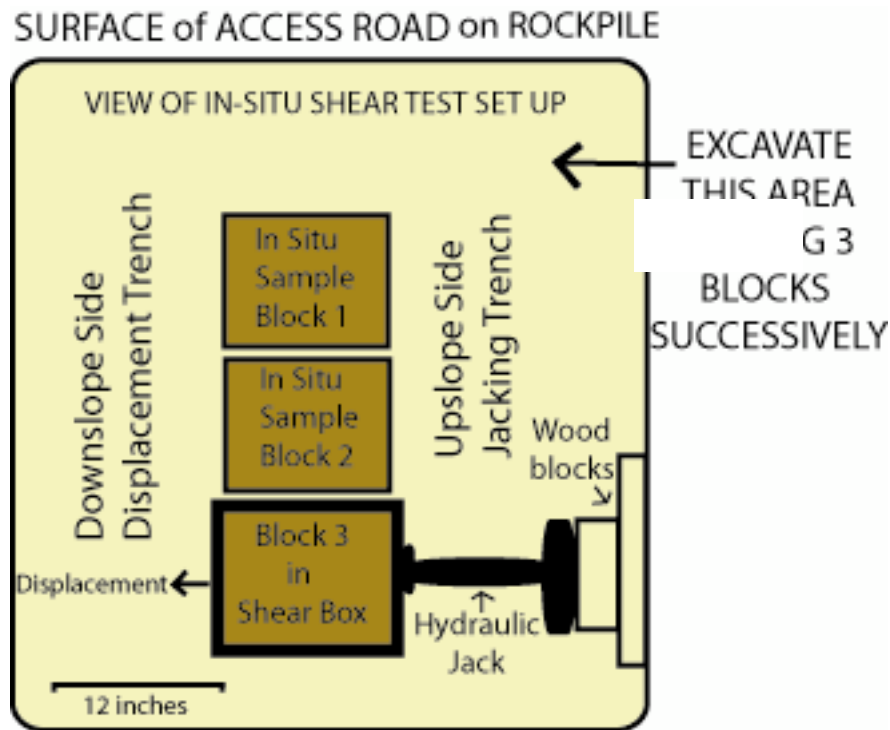 SURFACE of ACCESS ROAD on ROCKPILE
VIEW OF IN-SITU SHEAR TEST SET UP
EXCAVATE
THIS AREA
G 3
BLOCKS
SUCCESSIVELY
Downslope Side
Displacement Trench
In Situ
Sample
Block 1
Upslope Side
Jacking Trench
In Situ
Sample
Block 2
Wood
blocks
Block 3
in
Shear Box
Displacement
Hydraulic
Jack
12 inches